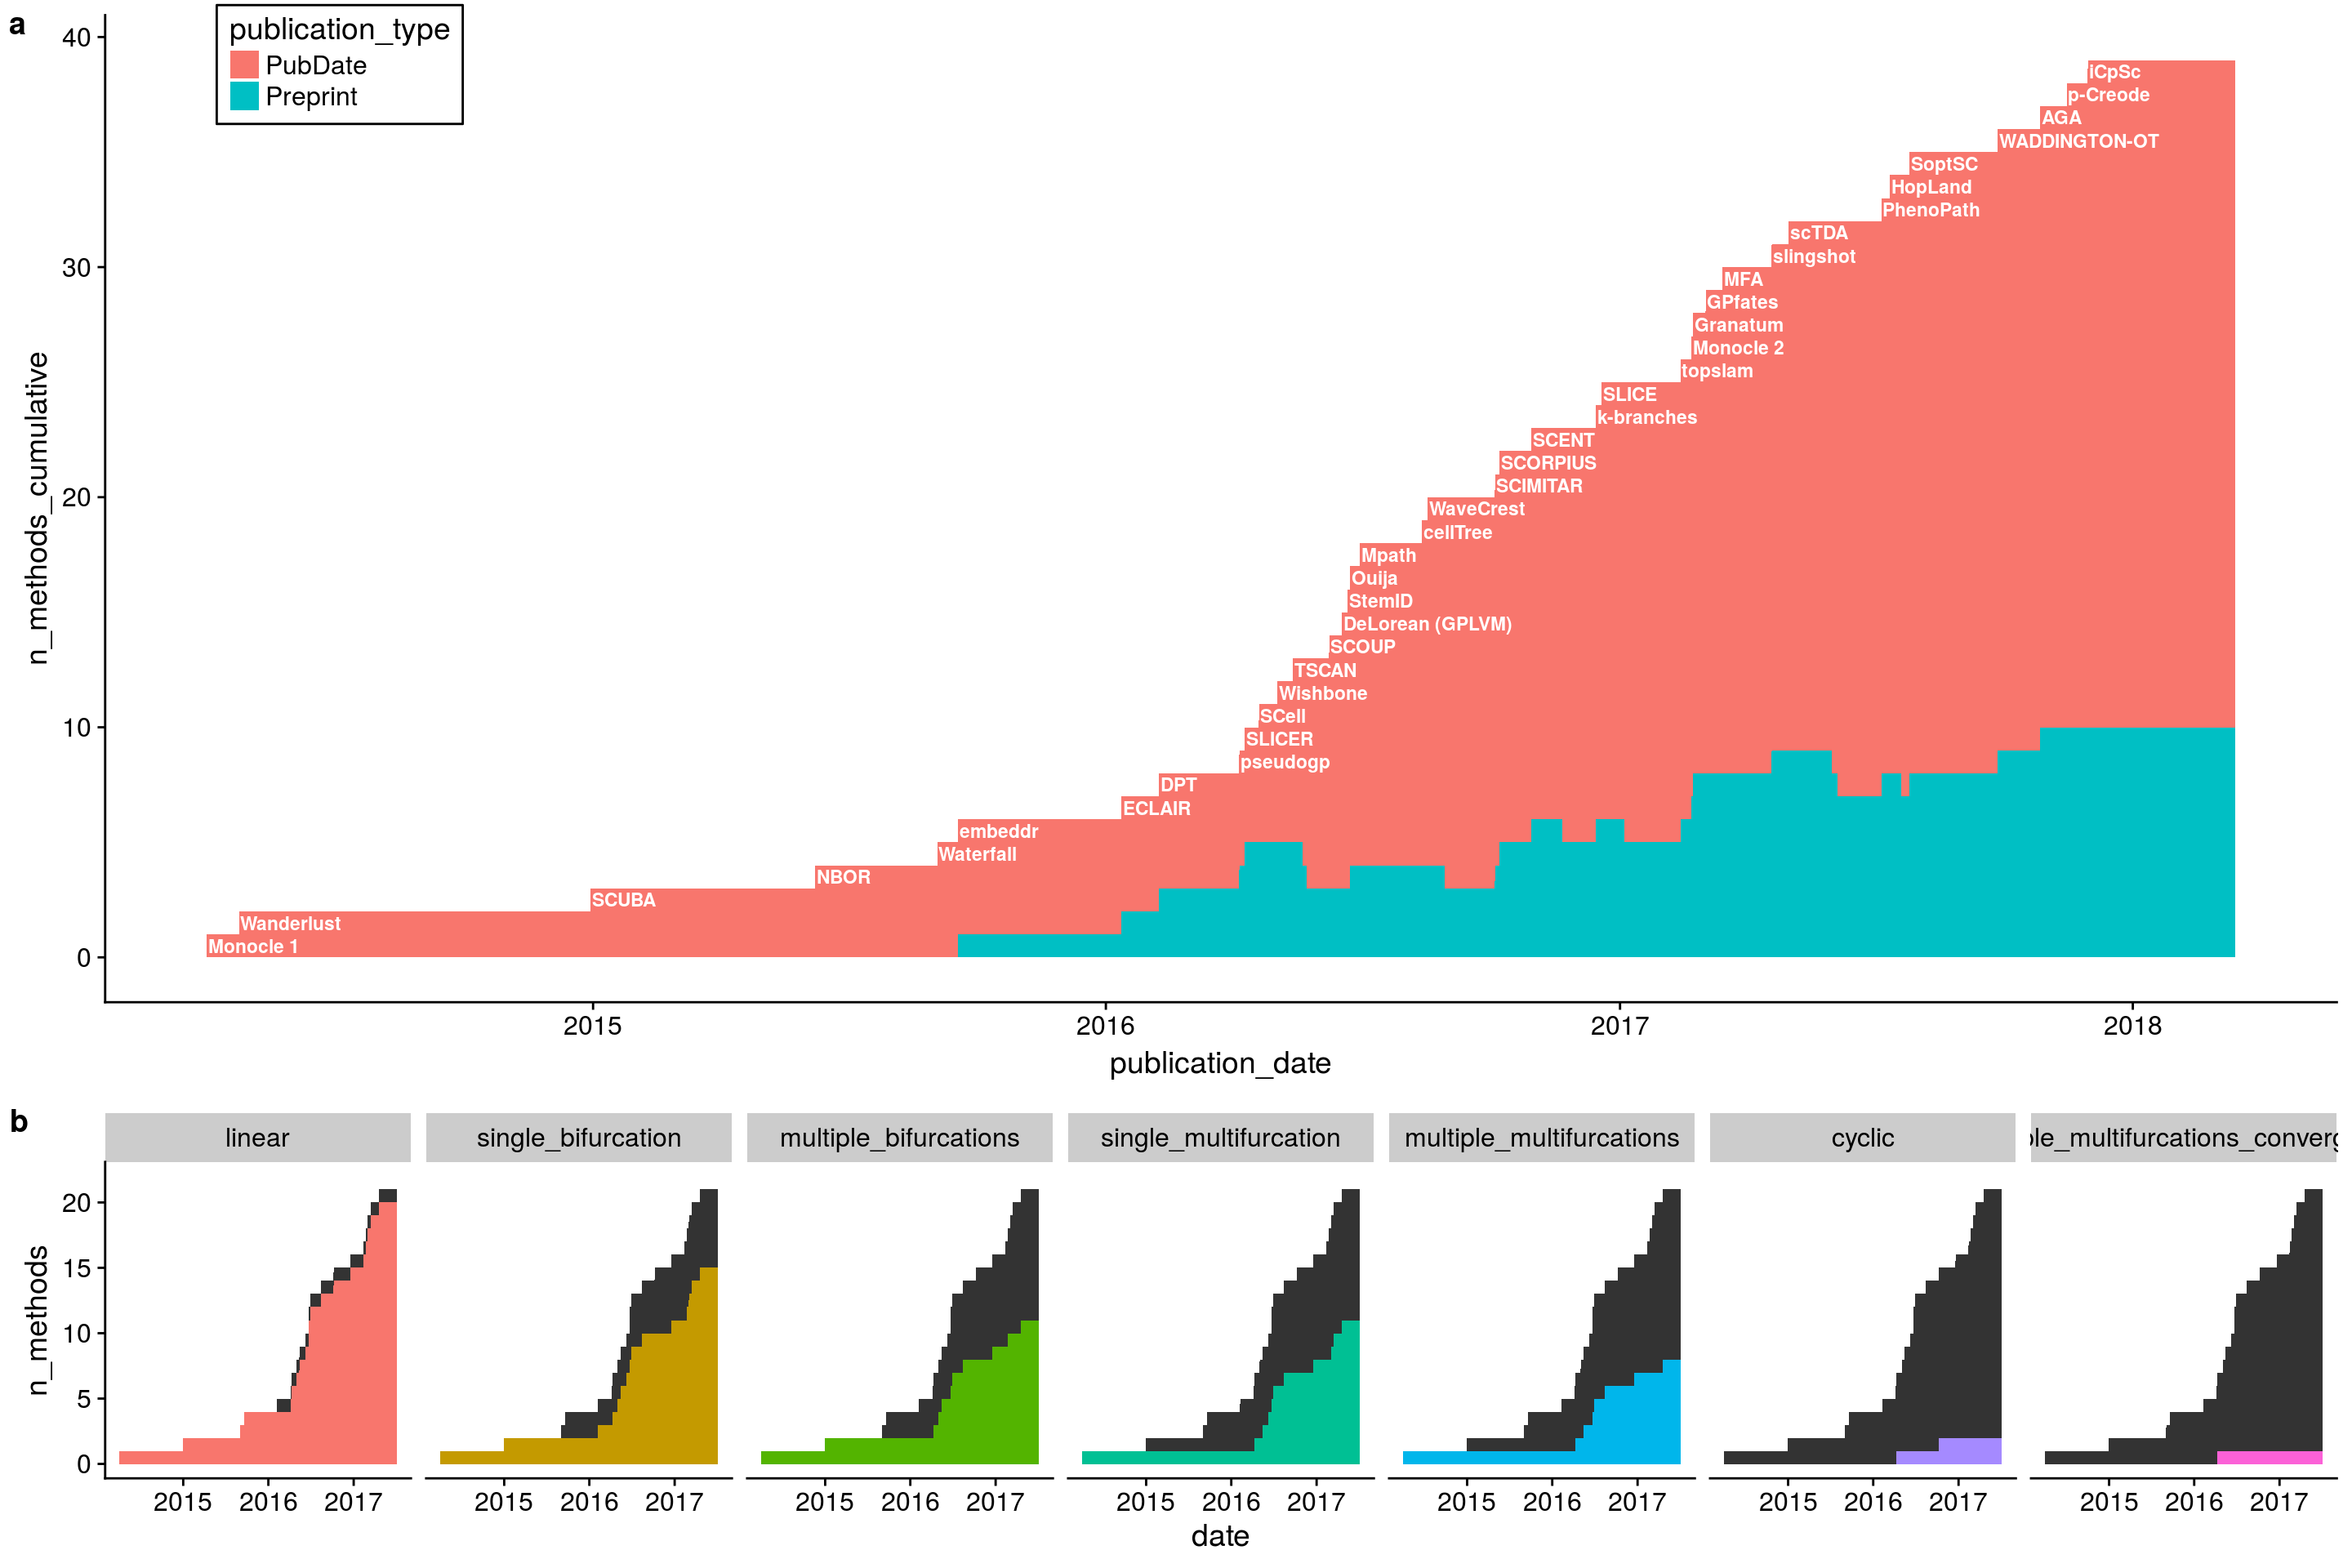 a
publication_type
PubDate
Preprint
n_methods_cumulative
40
30
20
10
0
iCpSc
p-Creode
AGA
WADDINGTON-OT
SoptSC
HopLand
PhenoPath
scTDA
slingshot
MFA
GPfates
Granatum
Monocle 2
topslam
SLICE
k-branches
SCENT
SCORPIUS
SCIMITAR
WaveCrest
cellTree
Mpath
Ouija
StemID
DeLorean (GPLVM)
SCOUP
TSCAN
Wishbone
SCell
SLICER
pseudogp
DPT
ECLAIR
embeddr
Waterfall
NBOR
SCUBA
Wanderlust
Monocle 1
2015 2016 2017 2018
publication_date
b
linear single_bifurcation multiple_bifurcations single_multifurcation multiple_multifurcations cyclic ple_multifurcations_converg
n_methods
20
15
10
5
0
2015 2016 2017 2015 2016 2017 2015 2016 2017 2015 2016 2017 2015 2016 2017 2015 2016 2017 2015 2016 2017
date